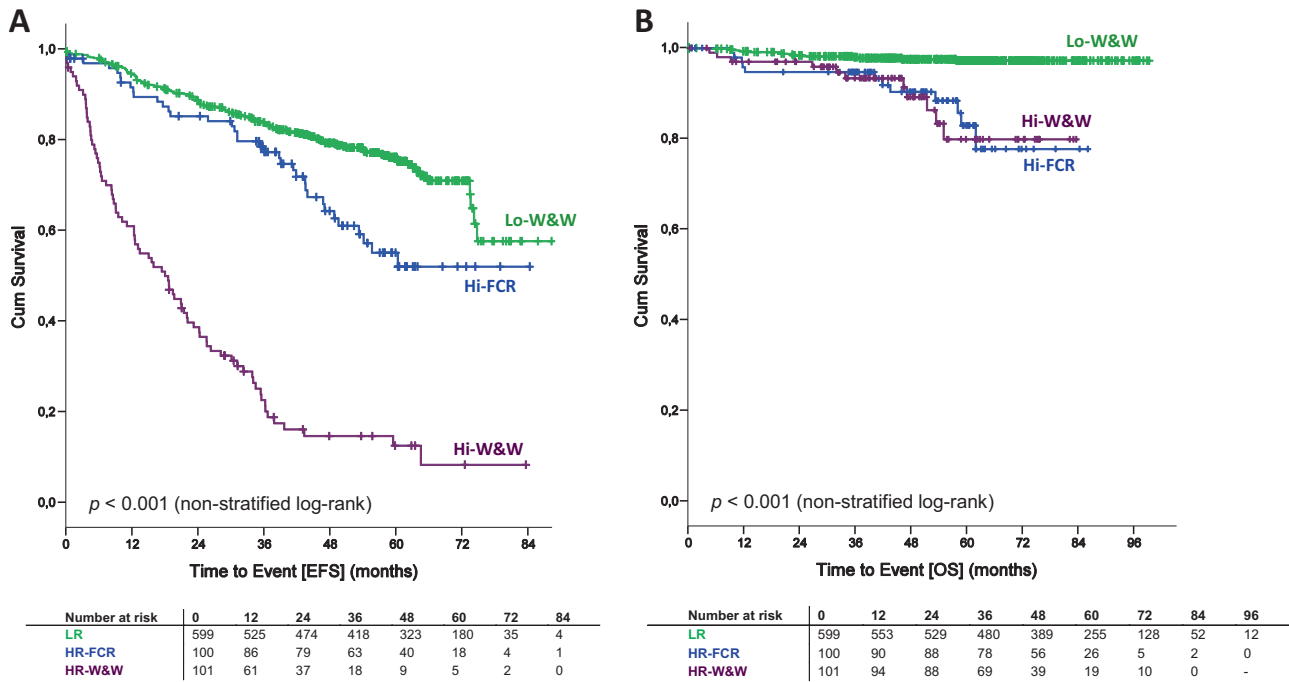 A
1,0
0,8
0,6
0,4
0,2
0,0
Cum Survival
Lo-W&W
Hi-FCR
Hi-W&W
p < 0.001 (non-stratified log-rank)
0 12 24 36 48 60 72 84
Time to Event [EFS] (months)
Number at risk 0 12 24 36 48 60 72 84
LR 599 525 474 418 323 180 35 4
HR-FCR 100 86 79 63 40 18 4 1
HR-W&W 101 61 37 18 9 5 2 0
B
1,0
0,8
0,6
0,4
0,2
0,0
Cum Survival
Lo-W&W
Hi-W&W
Hi-FCR
p < 0.001 (non-stratified log-rank)
0 12 24 36 48 60 72 84 96
Time to Event [OS] (months)
Number at risk 0 12 24 36 48 60 72 84 96
LR 599 553 529 480 389 255 128 52 12
HR-FCR 100 90 88 78 56 26 5 2 0
HR-W&W 101 94 88 69 39 19 10 0 -